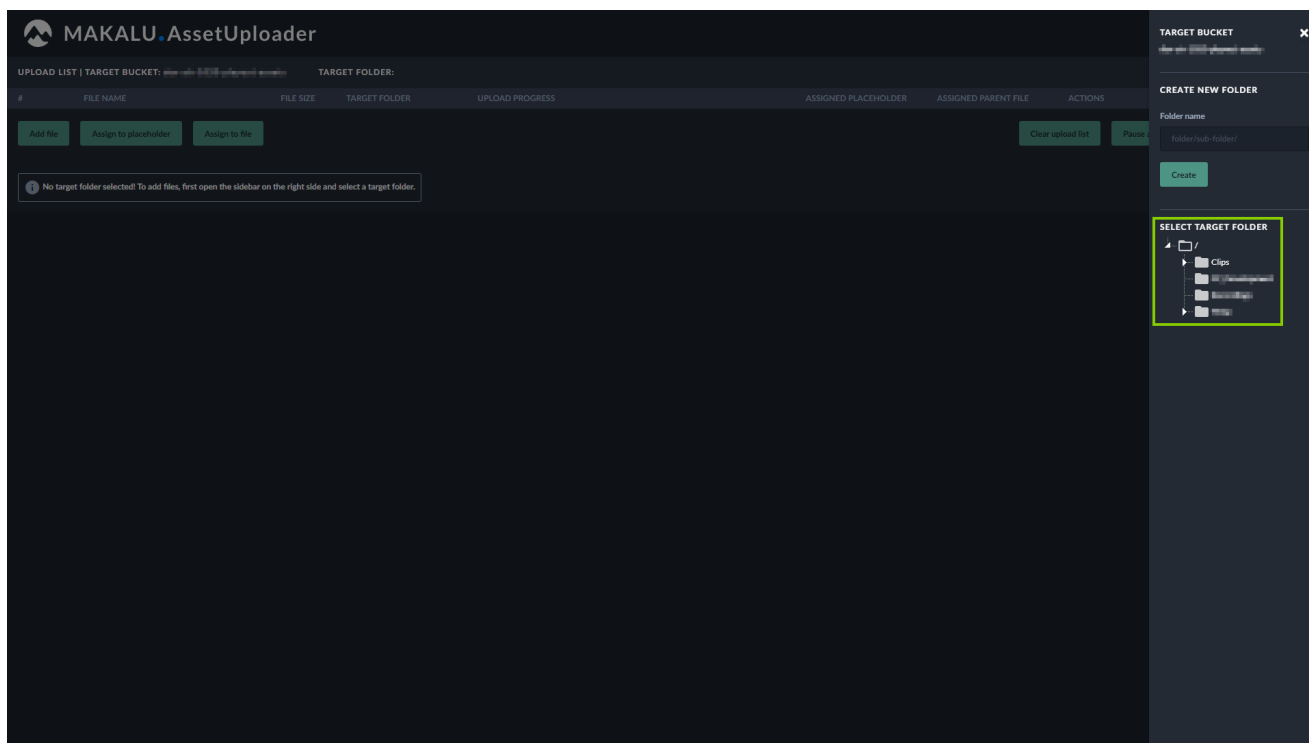 MAKALU.AssetUploader
UPLOAD LIST | TARGET BUCKET: TARGET FOLDER:
# FILE NAME FILE SIZE TARGET FOLDER UPLOAD PROGRESS ASSIGNED PLACEHOLDER ASSIGNED PARENT FILE ACTIONS
Add file Assign to placeholder Assign to file Clear upload list Pause
i No target folder selected! To add files, first open the sidebar on the right side and select a target folder.
TARGET BUCKET
CREATE NEW FOLDER
Folder name
folder/sub-folder/
Create
SELECT TARGET FOLDER
/
Clips